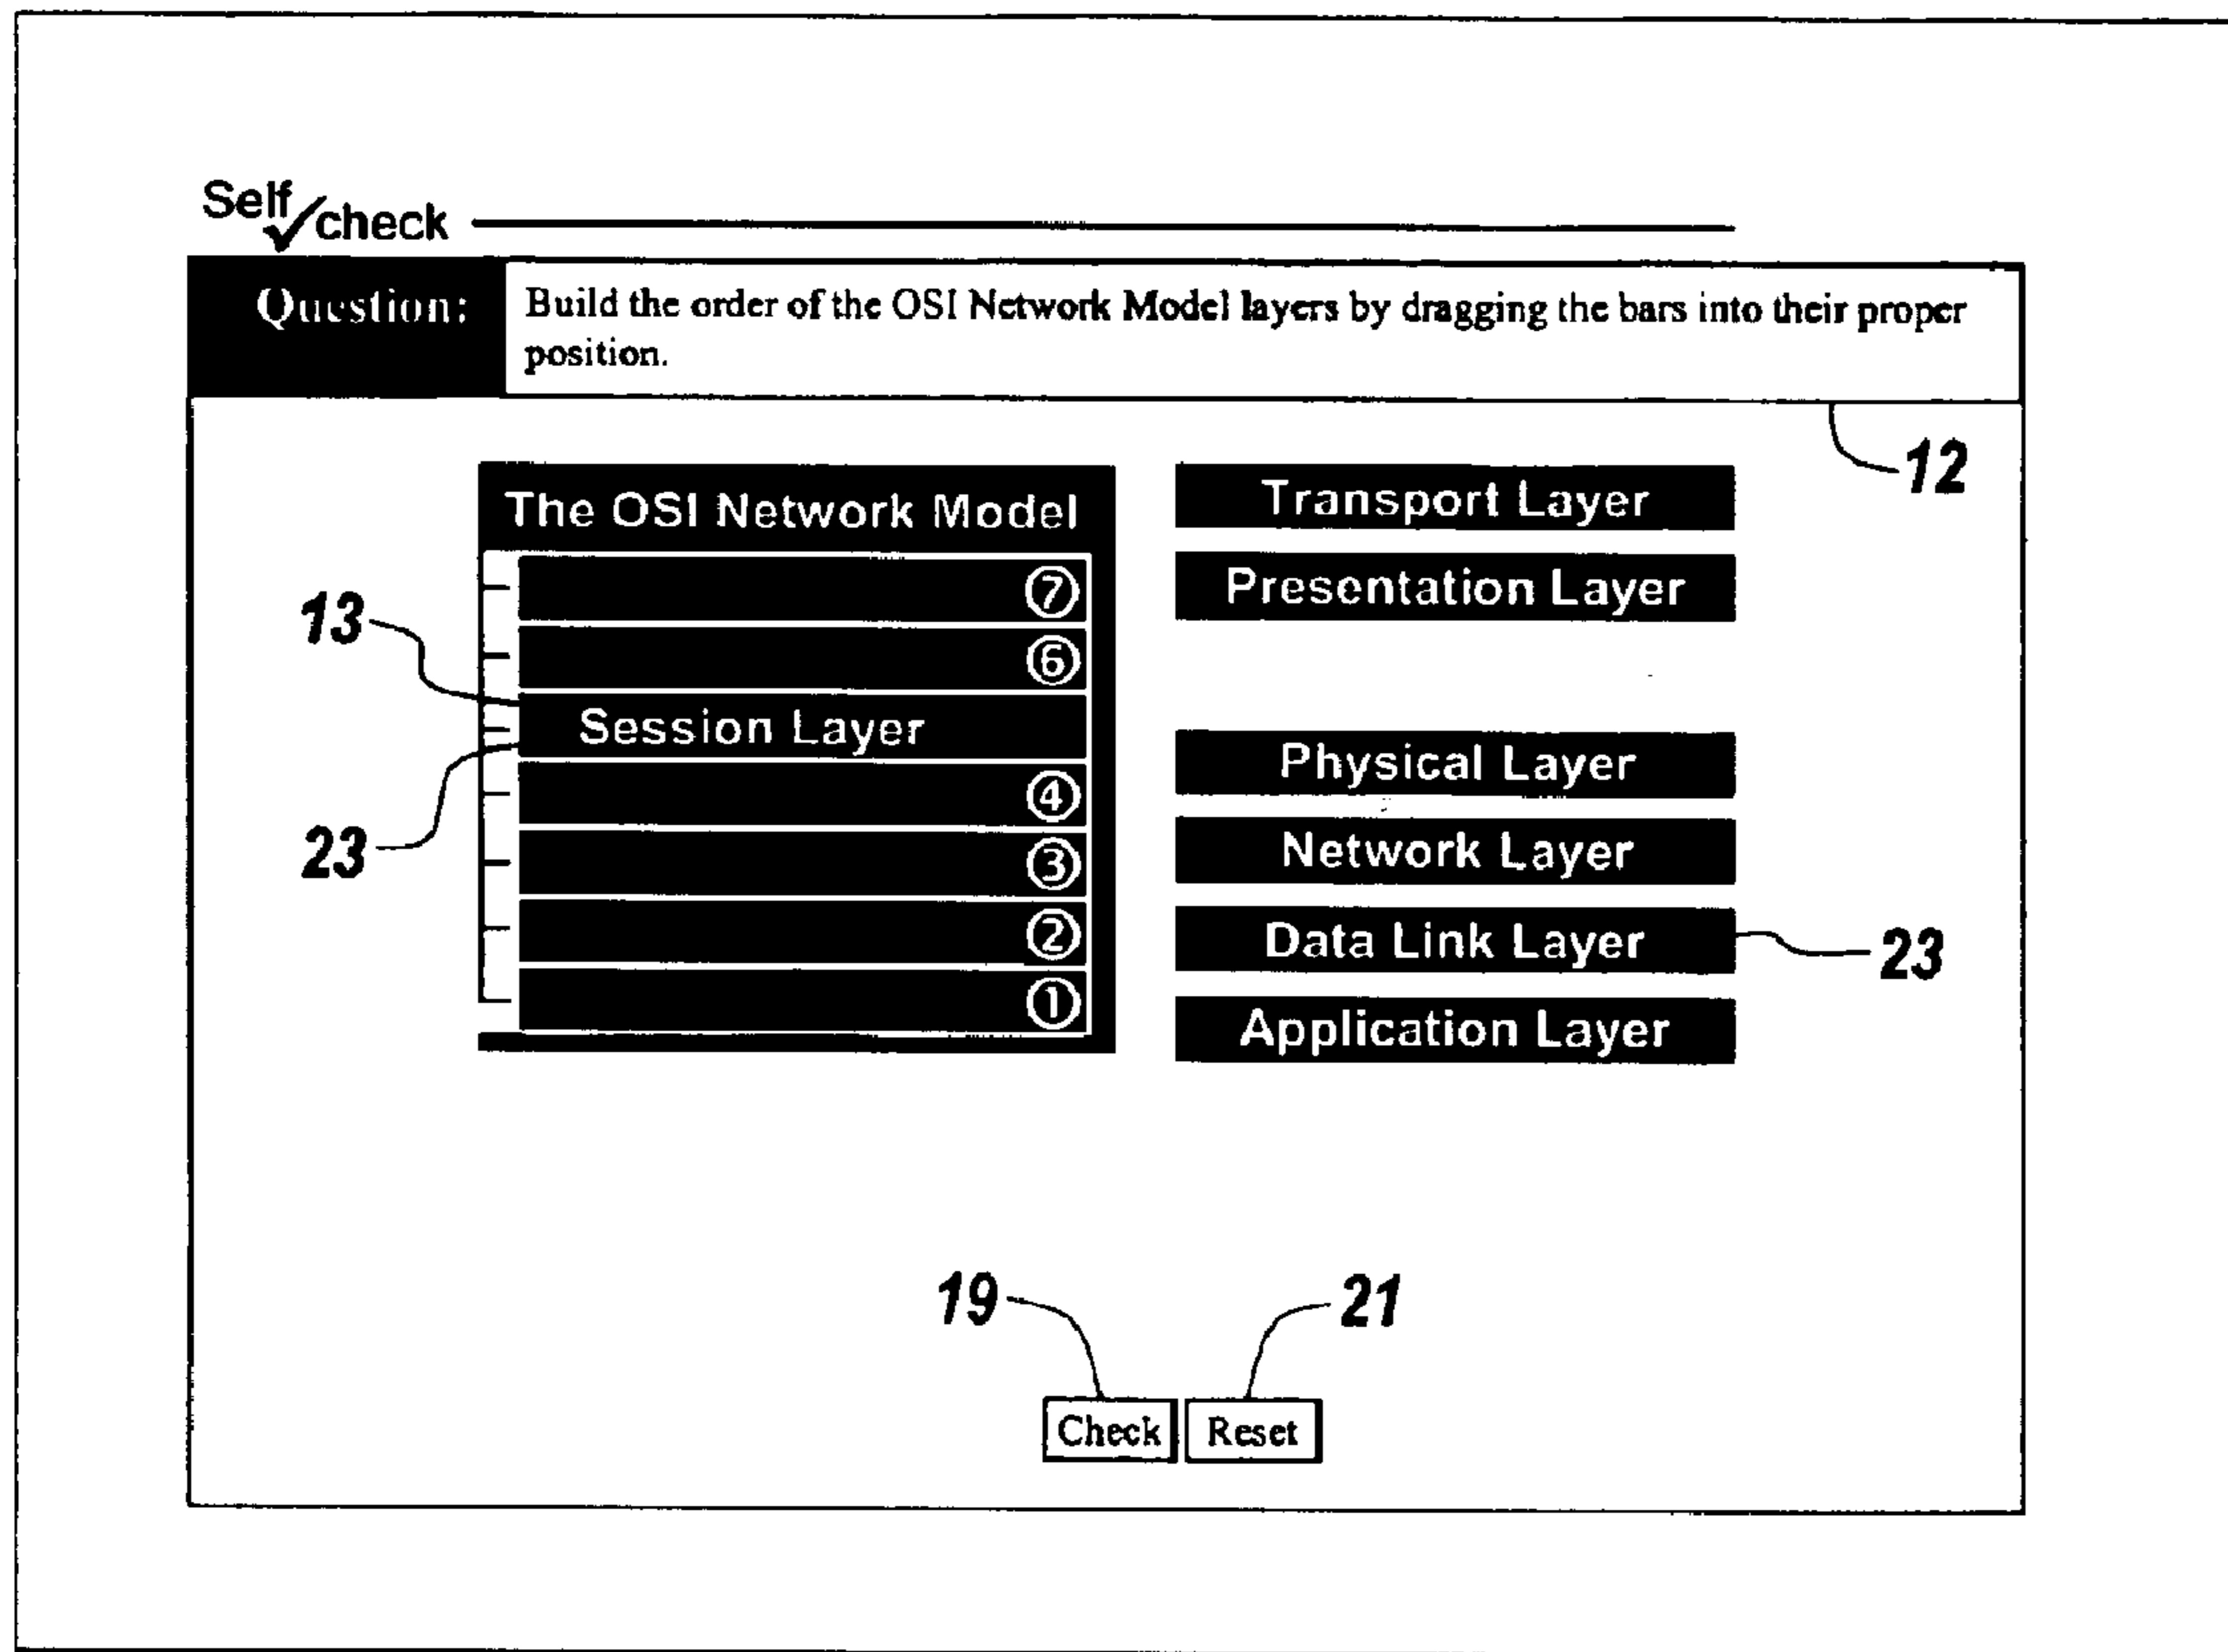 Self check
Question:
Build the order of the OSI Network Model layers by dragging the bars into their proper
position.
12
The OSI Network Model
7
6
Session Layer
4
3
2
1
13
23
Transport Layer
Presentation Layer
Physical Layer
Network Layer
Data Link Layer
23
Application Layer
19
21
Check
Reset